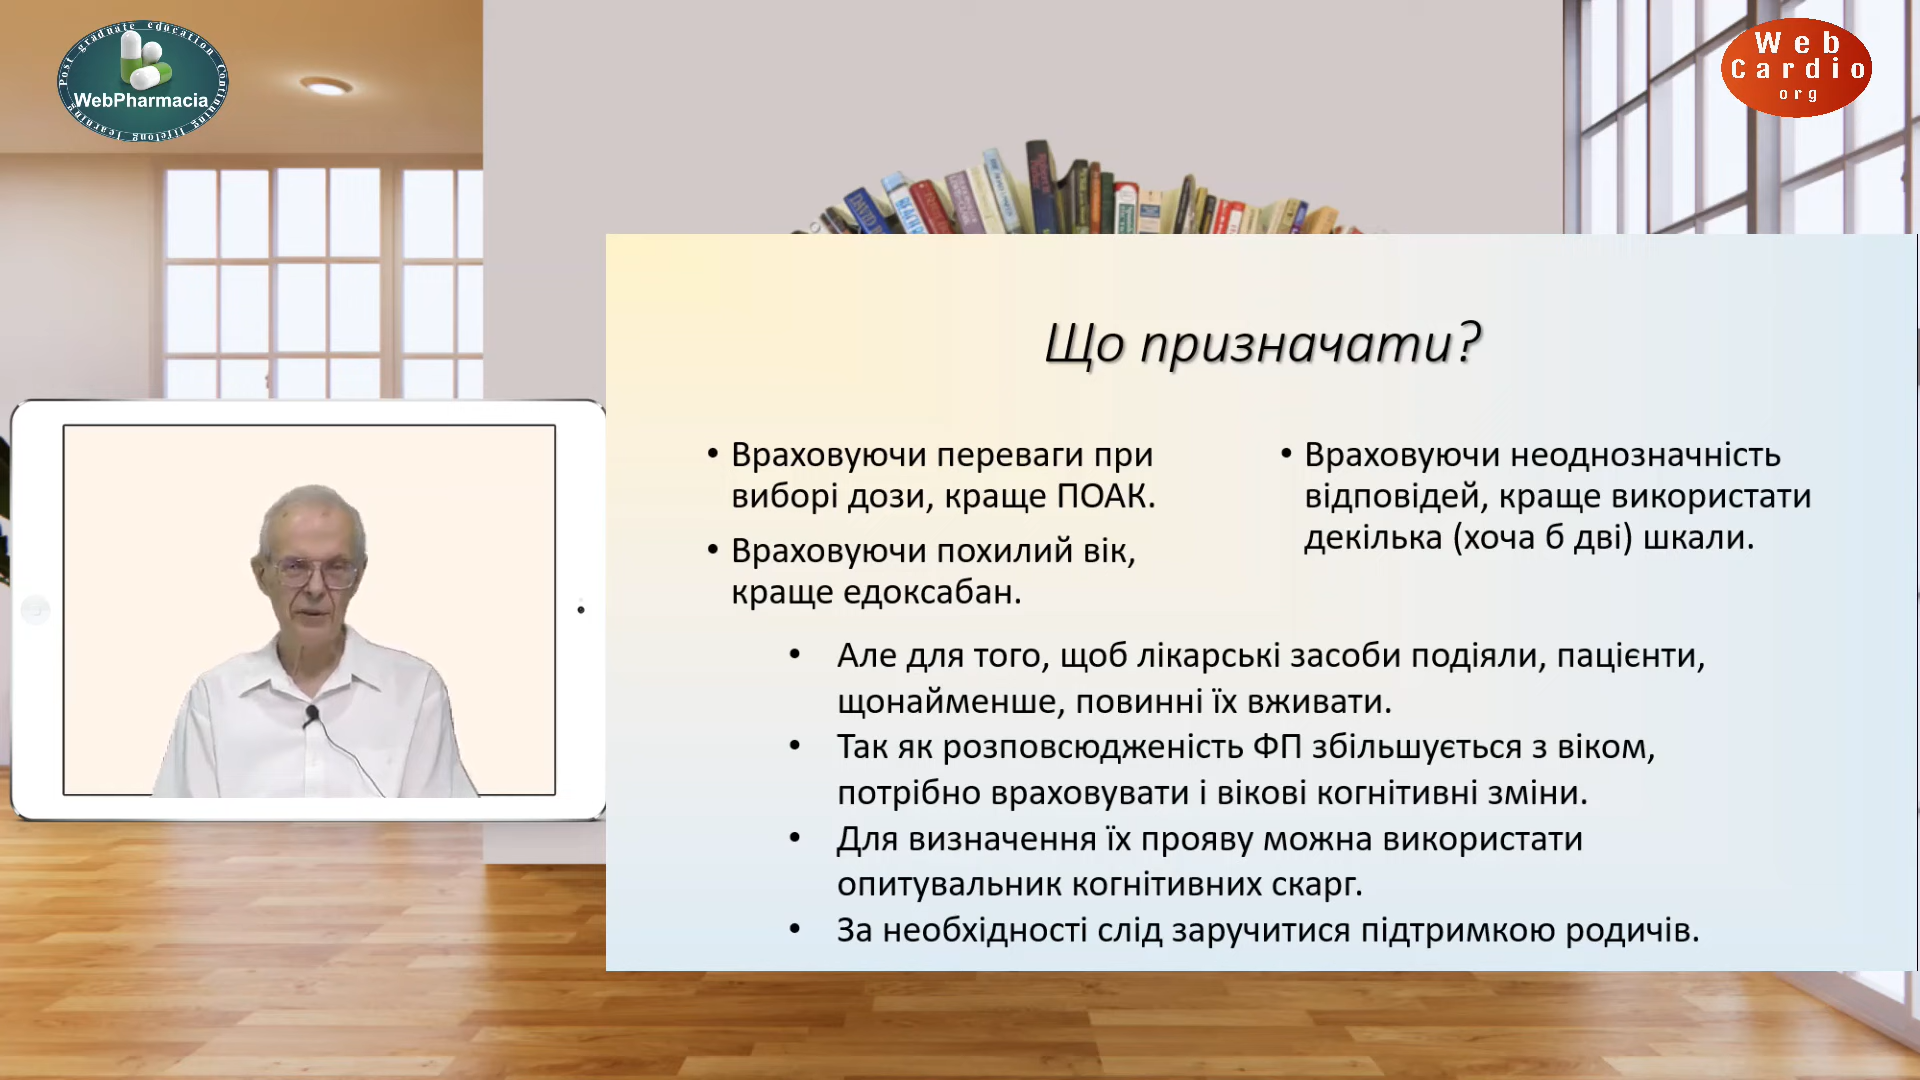 Post graduate education Continuing lifelong learning
WebPharmacia
Web
Cardio
org
Що призначати?
• Враховуючи переваги при
виборі дози, краще ПОАК.
• Враховуючи похилий вік,
краще едоксабан.
• Враховуючи неоднозначність
відповідей, краще використати
декілька (хоча б дві) шкали.
• Але для того, щоб лікарські засоби подіяли, пацієнти,
щонайменше, повинні їх вживати.
• Так як розповсюдженість ФП збільшується з віком,
потрібно враховувати і вікові когнітивні зміни.
• Для визначення їх прояву можна використати
опитувальник когнітивних скарг.
• За необхідності слід заручитися підтримкою родичів.